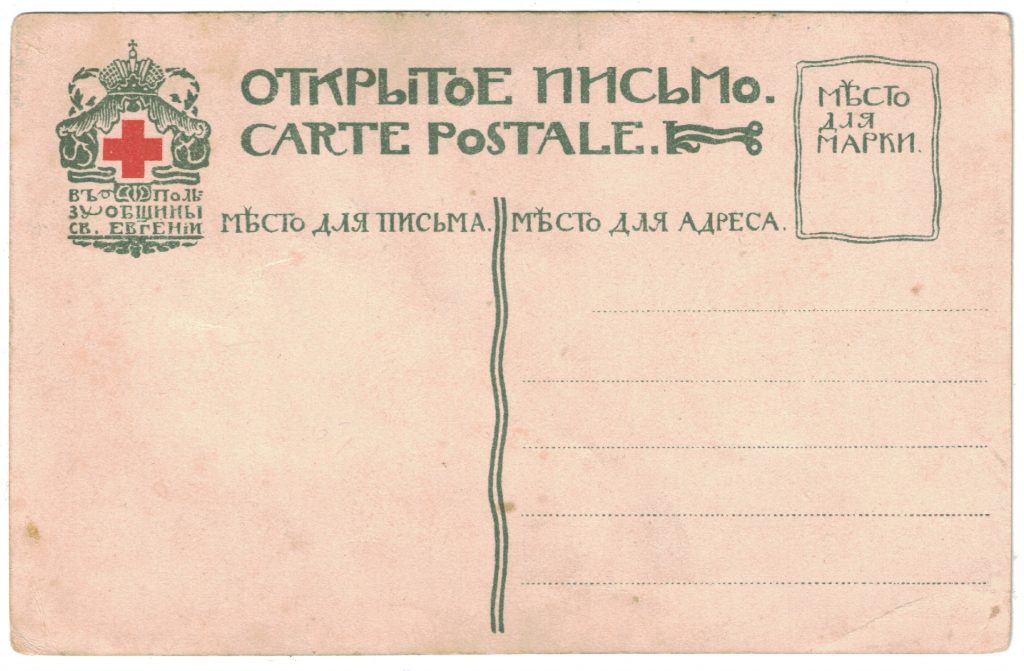 ОТКРЫТОЕ ПИСЬМО.
CARTE POSTALE.
МѢСТО
ДЛЯ
МАРКИ.
ВЪ ПОЛЬ-
ЗУ ОБЩИНЫ
СВ. ЕВГЕНІИ
МѢСТО ДЛЯ ПИСЬМА.
МѢСТО ДЛЯ АДРЕСА.